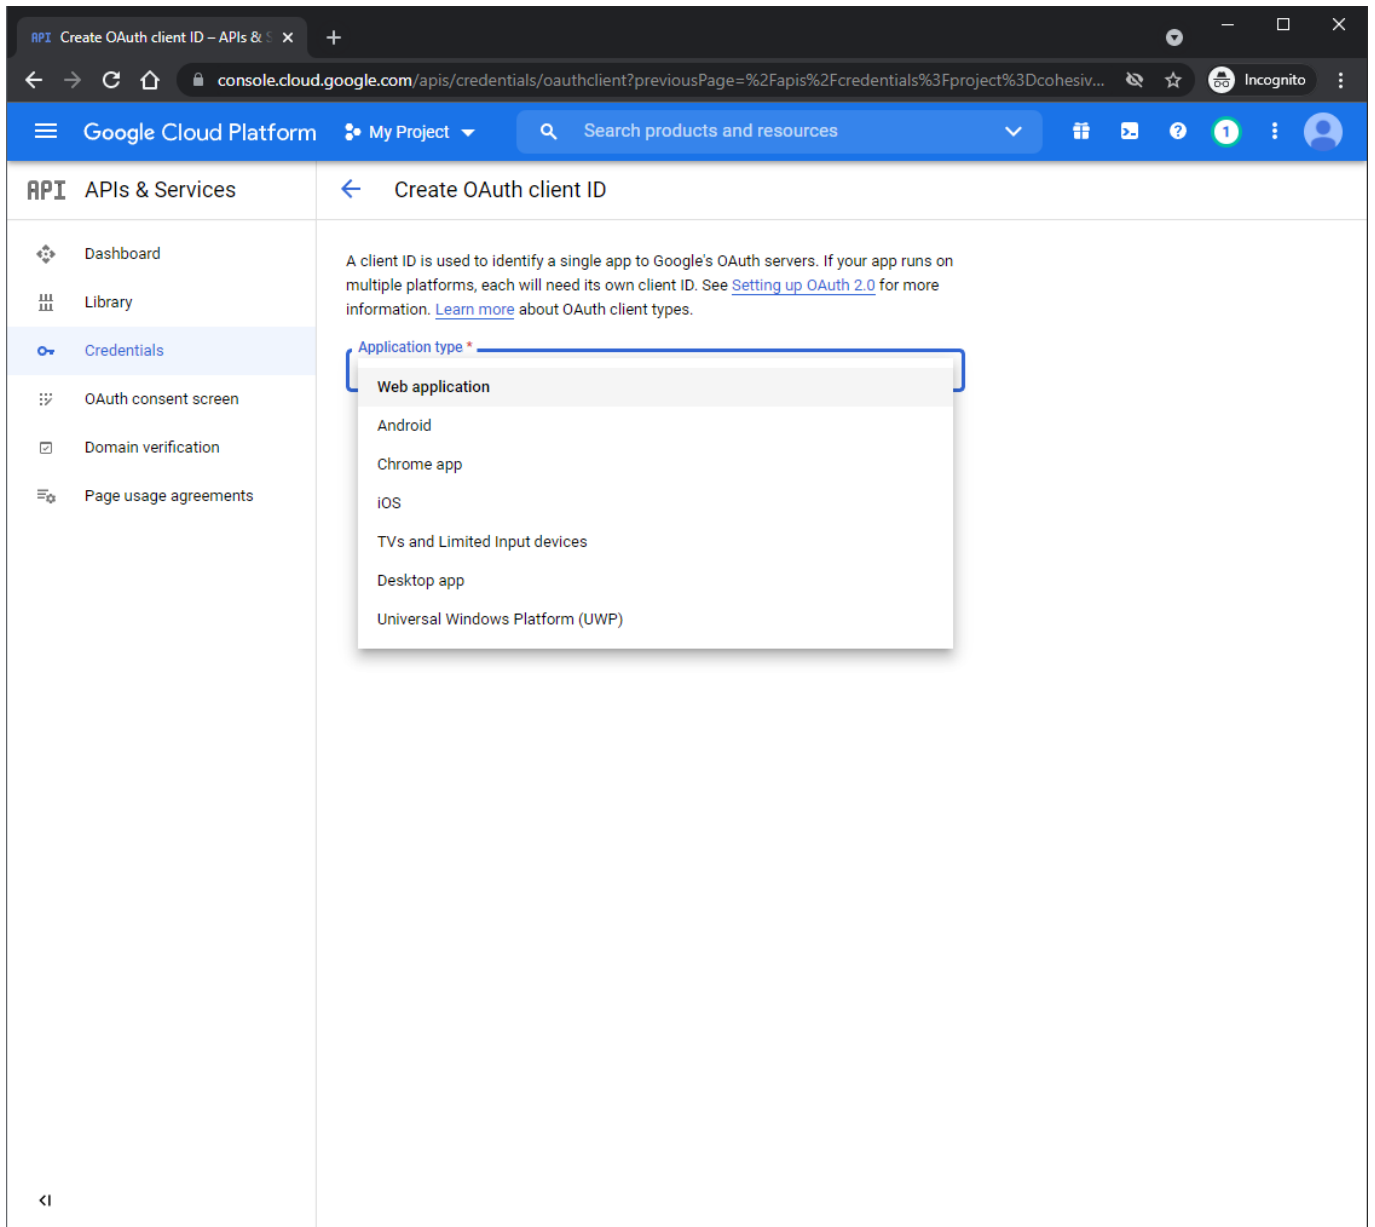 API Create OAuth client ID – APIs & S
console.cloud.google.com/apis/credentials/oauthclient?previousPage=%2Fapis%2Fcredentials%3Fproject%3Dcohesiv...
Incognito
Google Cloud Platform
My Project
Search products and resources
1
API APIs & Services
Create OAuth client ID
Dashboard
Library
Credentials
OAuth consent screen
Domain verification
Page usage agreements
A client ID is used to identify a single app to Google's OAuth servers. If your app runs on
multiple platforms, each will need its own client ID. See Setting up OAuth 2.0 for more
information. Learn more about OAuth client types.
Application type *
Web application
Android
Chrome app
iOS
TVs and Limited Input devices
Desktop app
Universal Windows Platform (UWP)